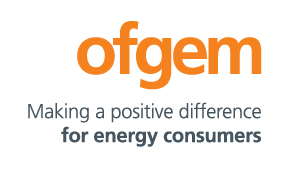 ofgem
Making a positive difference
for energy consumers